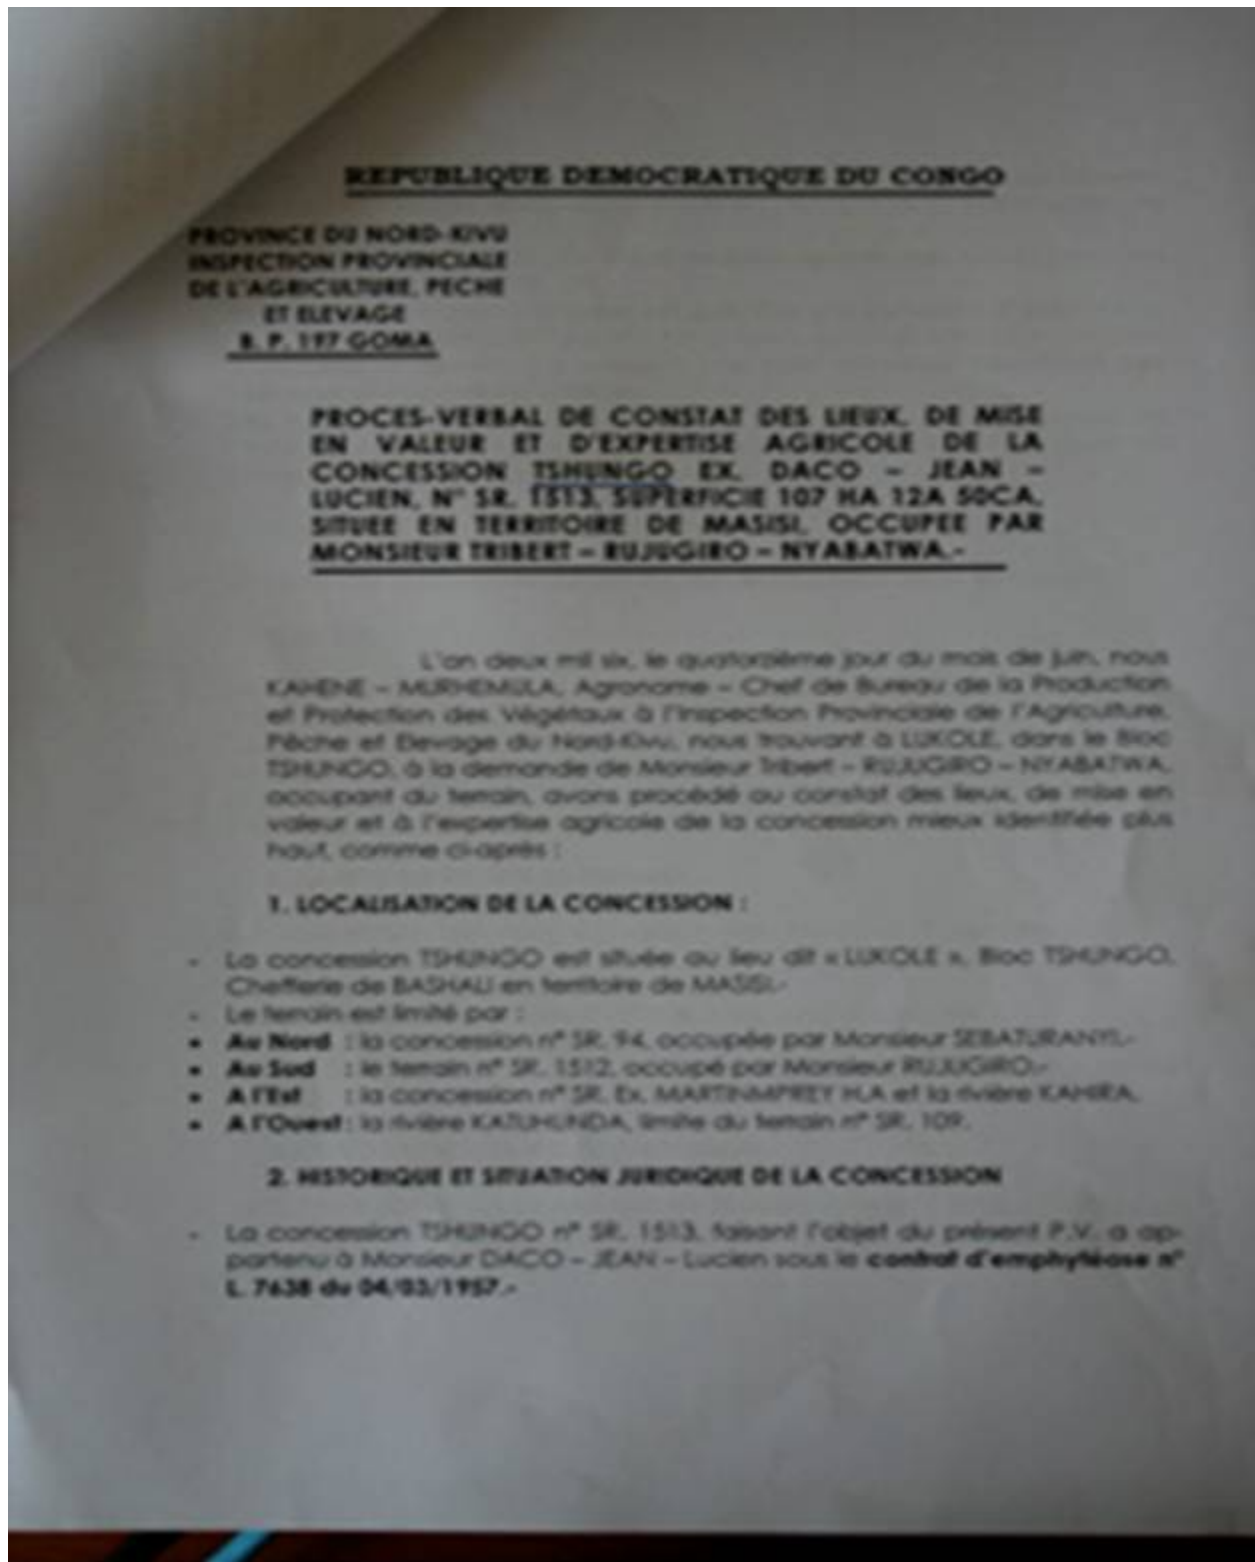 REPUBLIQUE DEMOCRATIQUE DU CONGO
PROVINCE DU NORD-KIVU
INSPECTION PROVINCIALE
DE L'AGRICULTURE, PECHE
ET ELEVAGE
B. P. 197 GOMA
PROCES-VERBAL DE CONSTAT DES LIEUX, DE MISE
EN VALEUR ET D'EXPERTISE AGRICOLE DE LA
CONCESSION TSHUNGO EX. DACO – JEAN –
LUCIEN, N° SR. 1513, SUPERFICIE 107 HA 12A 50CA,
SITUEE EN TERRITOIRE DE MASISI, OCCUPEE PAR
MONSIEUR TRIBERT – RUJUGIRO – NYABATWA.-
L'an deux mil six, le quatorzième jour du mois de juin, nous
KAHENE – MURHEMULA, Agronome – Chef de Bureau de la Production
et Protection des Végétaux à l'Inspection Provinciale de l'Agriculture,
Pêche et Elevage du Nord-Kivu, nous trouvant à LUKOLE, dans le Bloc
TSHUNGO, à la demande de Monsieur Tribert – RUJUGIRO – NYABATWA,
occupant du terrain, avons procédé au constat des lieux, de mise en
valeur et à l'expertise agricole de la concession mieux identifiée plus
haut, comme ci-après :
1. LOCALISATION DE LA CONCESSION :
- La concession TSHUNGO est située au lieu dit « LUKOLE », Bloc TSHUNGO,
Chefferie de BASHALI en territoire de MASISI.-
- Le terrain est limité par :
• Au Nord : la concession n° SR. 94, occupée par Monsieur SEBATURANYI.-
• Au Sud : le terrain n° SR. 1512, occupé par Monsieur RUJUGIRO.-
• A l'Est : la concession n° SR. Ex. MARTINMPREY H.A et la rivière KAHIRA.
• A l'Ouest : la rivière KATUHUNDA, limite du terrain n° SR. 109.
2. HISTORIQUE ET SITUATION JURIDIQUE DE LA CONCESSION
- La concession TSHUNGO n° SR. 1513, faisant l'objet du présent P.V. a ap-
partenu à Monsieur DACO – JEAN – Lucien sous le contrat d'emphytéose n°
L. 7638 du 04/03/1957.-